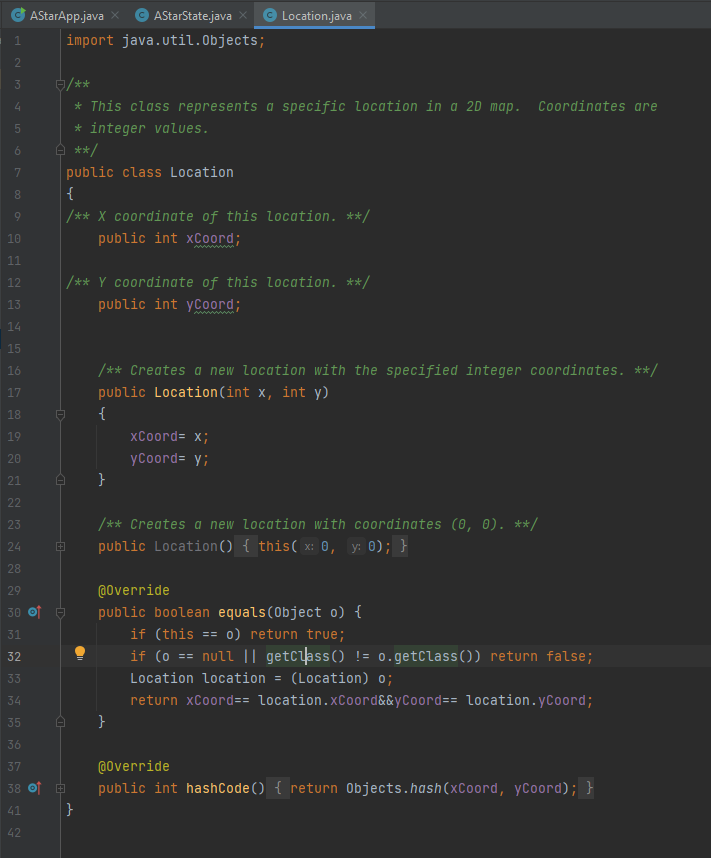 AStarApp.java AStarState.java Location.java
1 import java.util.Objects;
2
3 /**
4 * This class represents a specific location in a 2D map.  Coordinates are
5 * integer values.
6 **/
7 public class Location
8 {
9 /** X coordinate of this location. **/
10 public int xCoord;
11
12 /** Y coordinate of this location. **/
13 public int yCoord;
14
15
16 /** Creates a new location with the specified integer coordinates. **/
17 public Location(int x, int y)
18 {
19 xCoord= x;
20 yCoord= y;
21 }
22
23 /** Creates a new location with coordinates (0, 0). **/
24 public Location() { this( x: 0, y: 0); }
28
29 @Override
30 public boolean equals(Object o) {
31 if (this == o) return true;
32 if (o == null || getClass() != o.getClass()) return false;
33 Location location = (Location) o;
34 return xCoord== location.xCoord&&yCoord== location.yCoord;
35 }
36
37 @Override
38 public int hashCode() { return Objects.hash(xCoord, yCoord); }
41 }
42